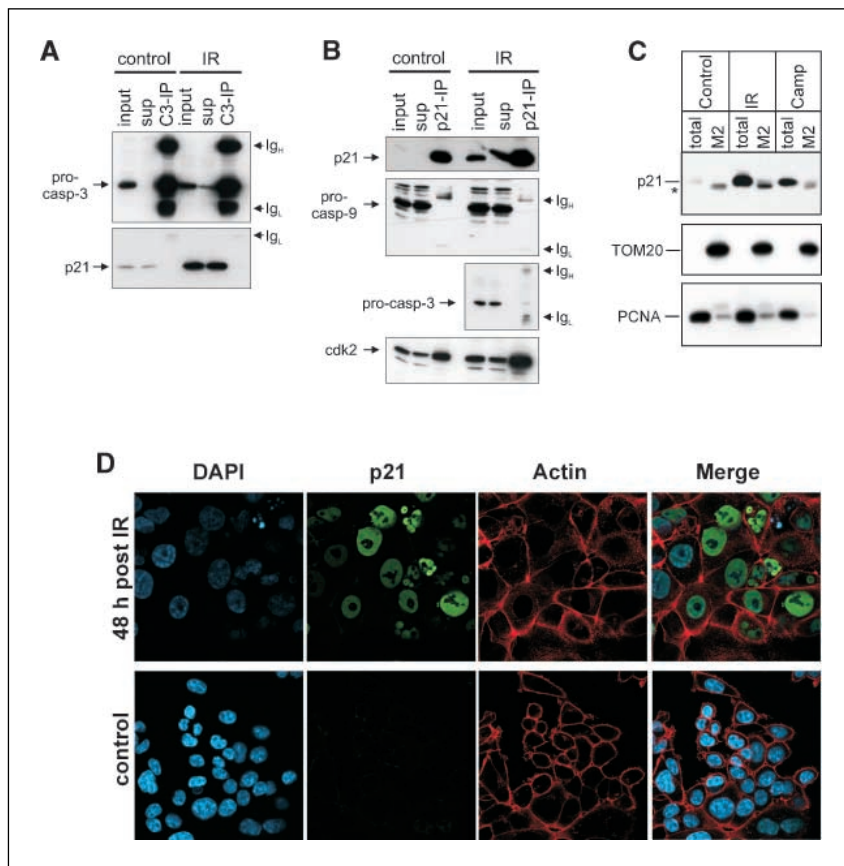 A
control IR
input
sup
C3-IP
input
sup
C3-IP
IgH
pro-
casp-3
IgL
IgL
p21
B
control IR
input
sup
p21-IP
input
sup
p21-IP
p21
pro-
casp-9
IgH
IgL
IgH
pro-casp-3
IgL
cdk2
C
Control
IR
Camp
total
M2
total
M2
total
M2
p21
*
TOM20
PCNA
D
DAPI p21 Actin Merge
48 h post IR
control